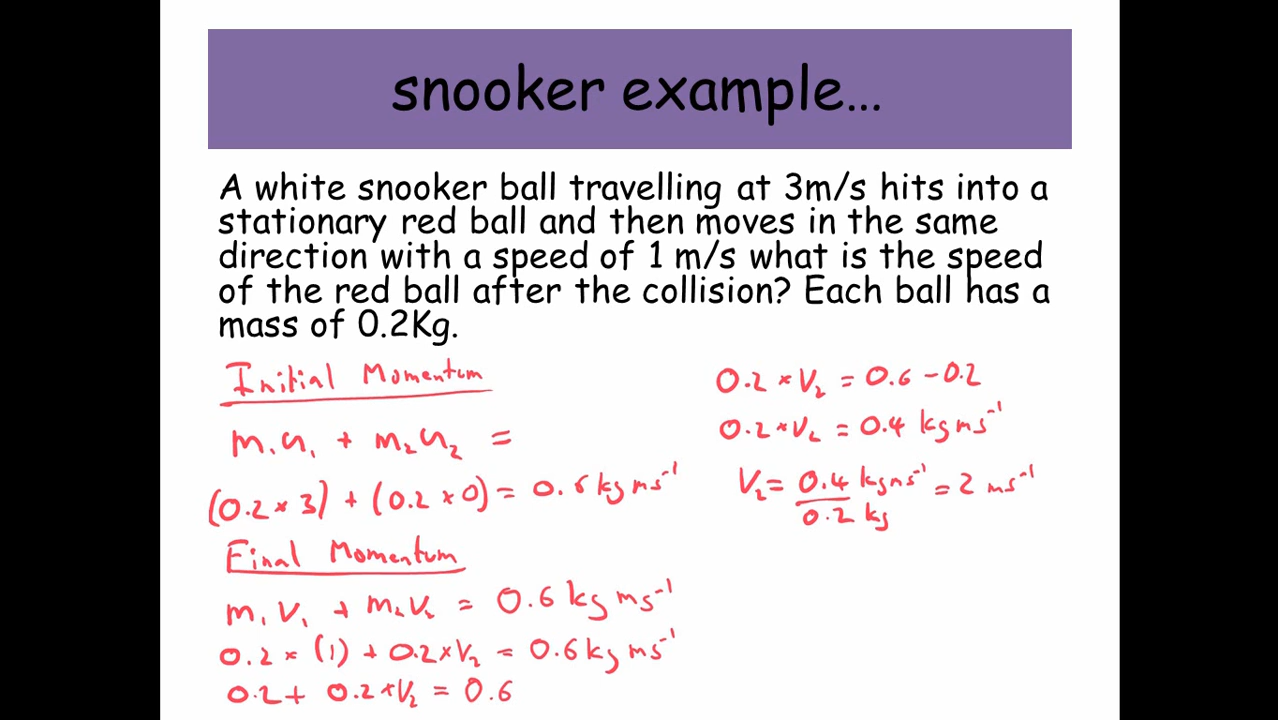 snooker example...
A white snooker ball travelling at 3m/s hits into a
stationary red ball and then moves in the same
direction with a speed of 1 m/s what is the speed
of the red ball after the collision? Each ball has a
mass of 0.2Kg.
Initial Momentum
m₁u₁ + m₂u₂ =
(0.2 × 3) + (0.2 × 0) = 0.6 kg ms⁻¹
Final Momentum
m₁V₁ + m₂V₂ = 0.6 kg ms⁻¹
0.2 × (1) + 0.2 × V₂ = 0.6 kg ms⁻¹
0.2 + 0.2 × V₂ = 0.6
0.2 × V₂ = 0.6 - 0.2
0.2 × V₂ = 0.4 kg ms⁻¹
V₂ = 0.4 kg ms⁻¹ = 2 ms⁻¹
0.2 kg